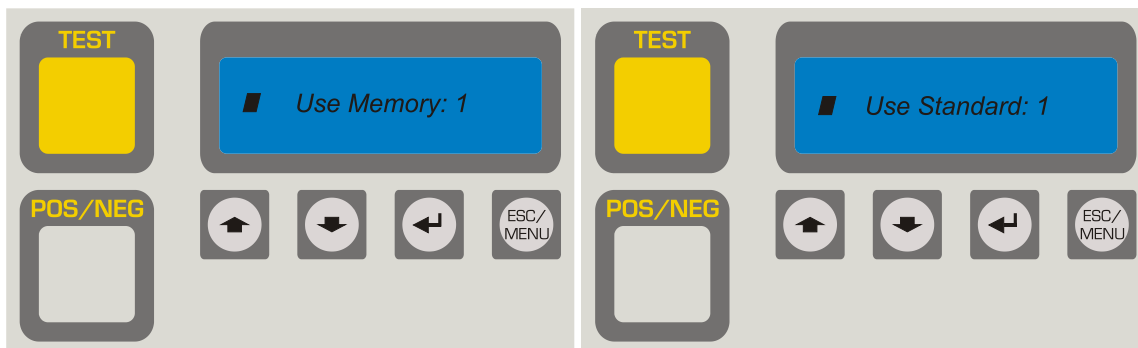 TEST
Use Memory: 1
POS/NEG
ESC/
MENU
TEST
Use Standard: 1
POS/NEG
ESC/
MENU